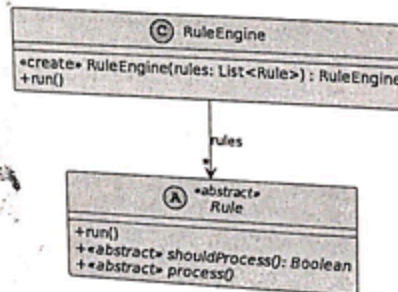 C RuleEngine
«create» RuleEngine(rules: List<Rule>) : RuleEngine
+run()
rules
*
A «abstract»
Rule
+run()
+«abstract» shouldProcess(): Boolean
+«abstract» process()